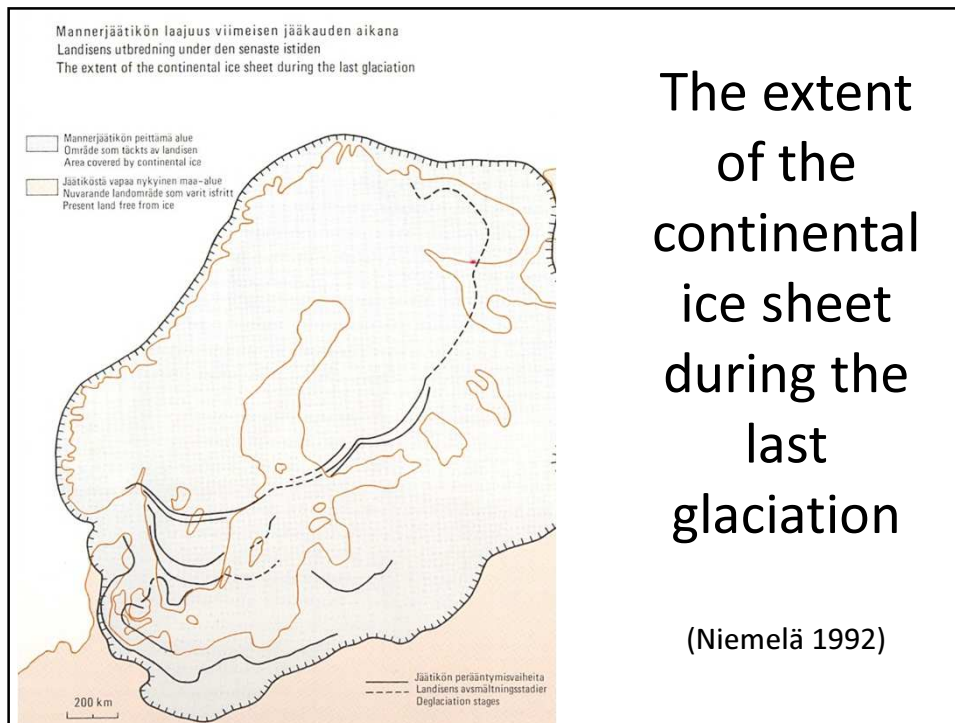 Mannerjäätikön laajuus viimeisen jääkauden aikana
Landisens utbredning under den senaste istiden
The extent of the continental ice sheet during the last glaciation
Mannerjäätikön peittämä alue
Område som täckts av landisen
Area covered by continental ice
Jäätiköstä vapaa nykyinen maa-alue
Nuvarande landområde som varit isfritt
Present land free from ice
Jäätikön perääntymisvaiheita
Landisens avsmältningsstadier
Deglaciation stages
200 km
The extent
of the
continental
ice sheet
during the
last
glaciation
(Niemelä 1992)